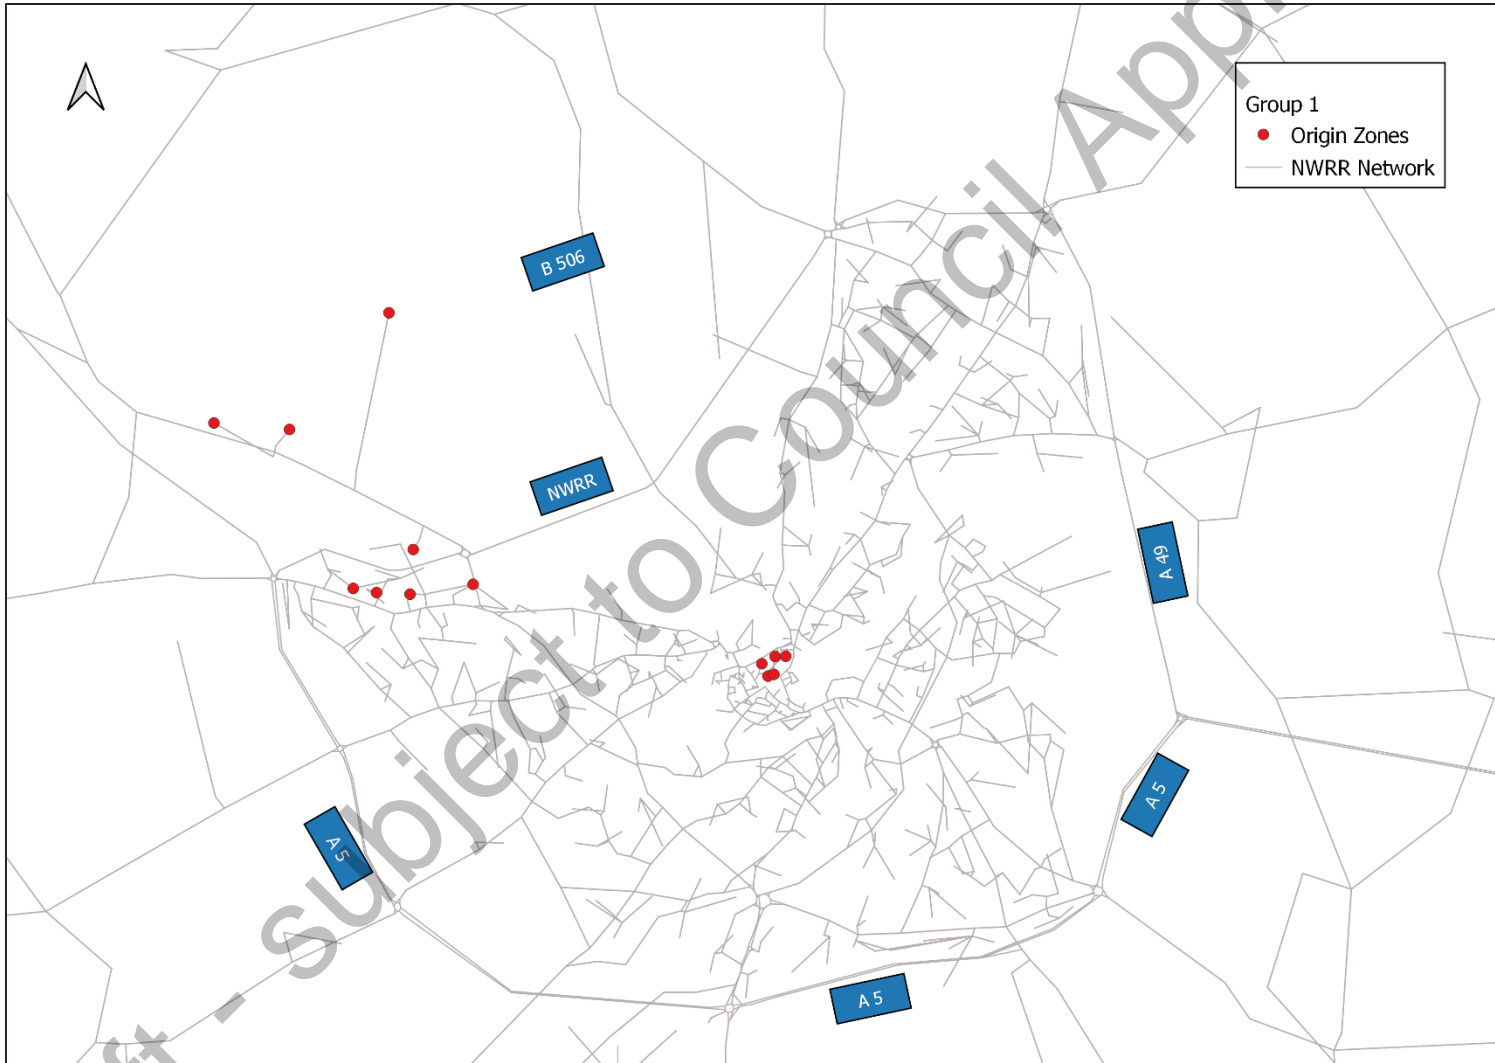 Group 1
Origin Zones
NWRR Network
B 506
NWRR
A 49
A 5
A 5
A 5
subject to Council App